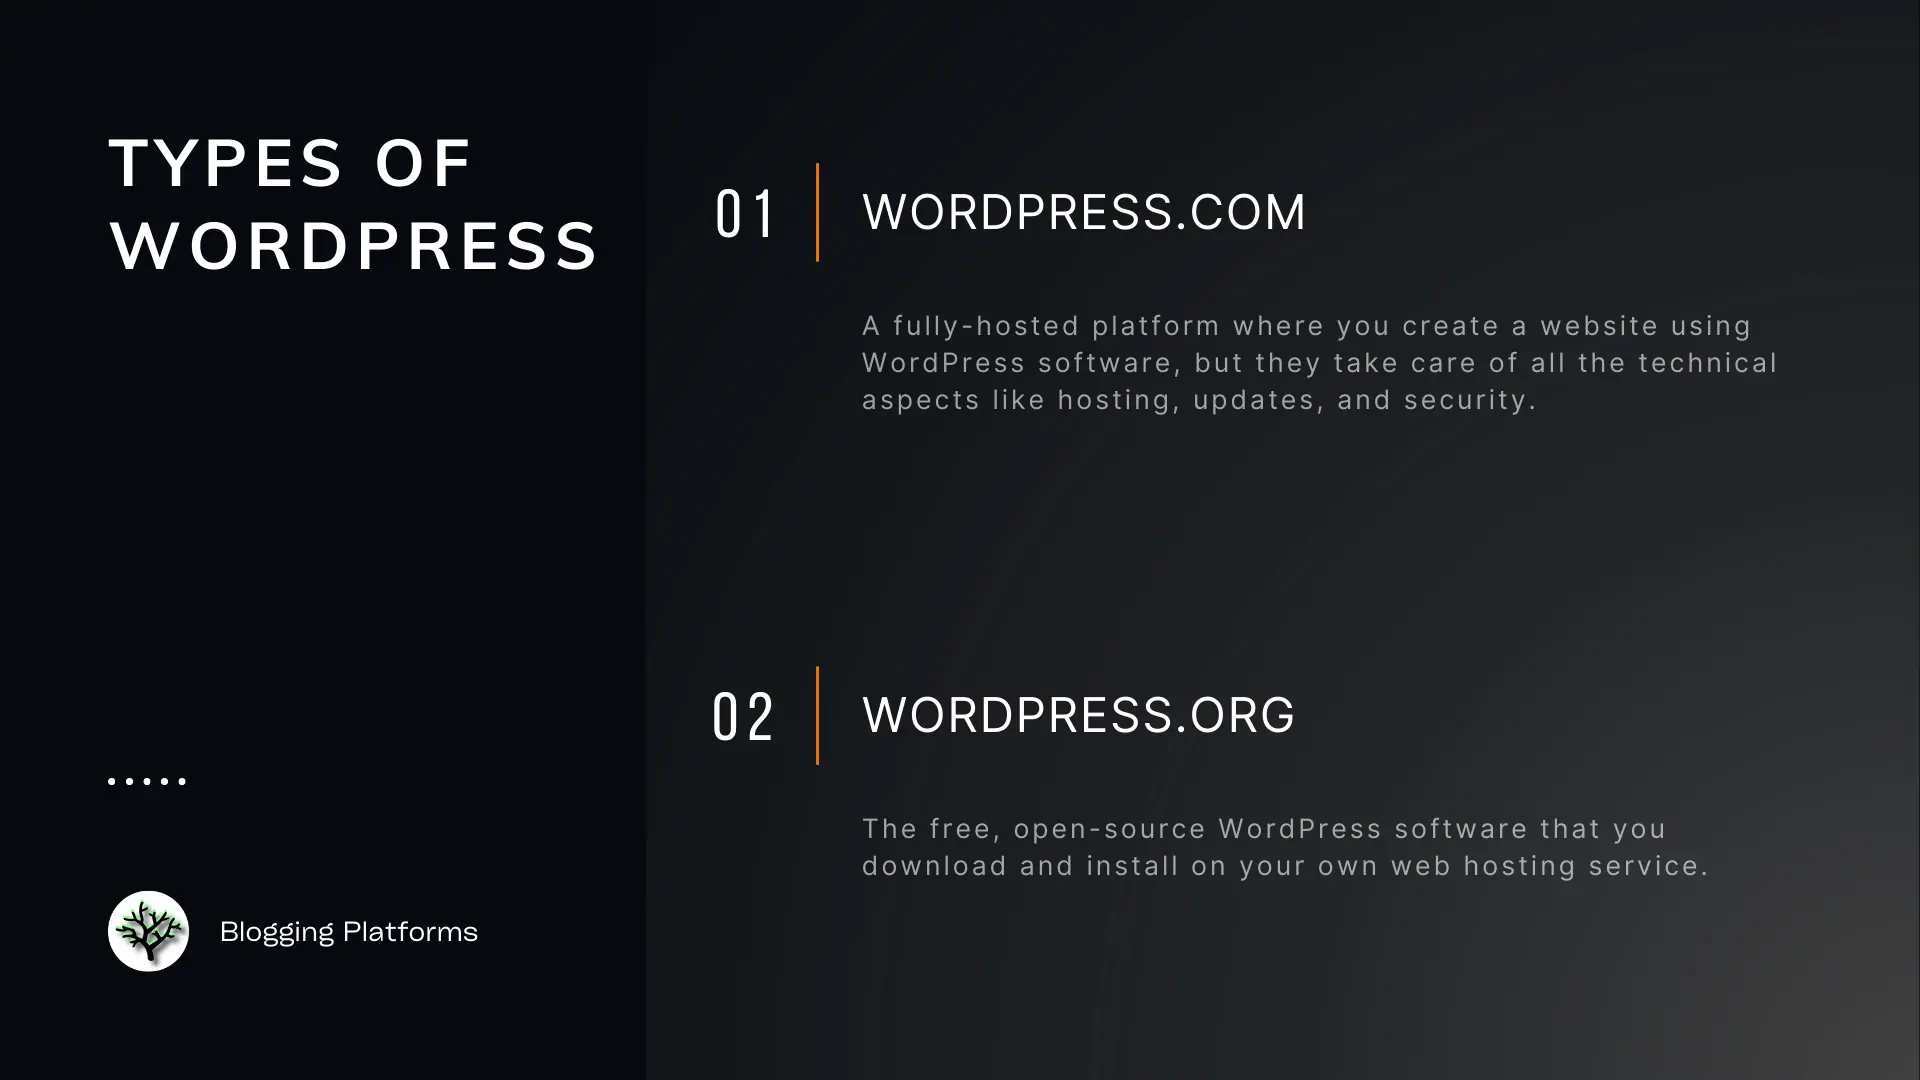 TYPES OF
WORDPRESS
01
WORDPRESS.COM
A fully-hosted platform where you create a website using
WordPress software, but they take care of all the technical
aspects like hosting, updates, and security.
02
WORDPRESS.ORG
The free, open-source WordPress software that you
download and install on your own web hosting service.
Blogging Platforms